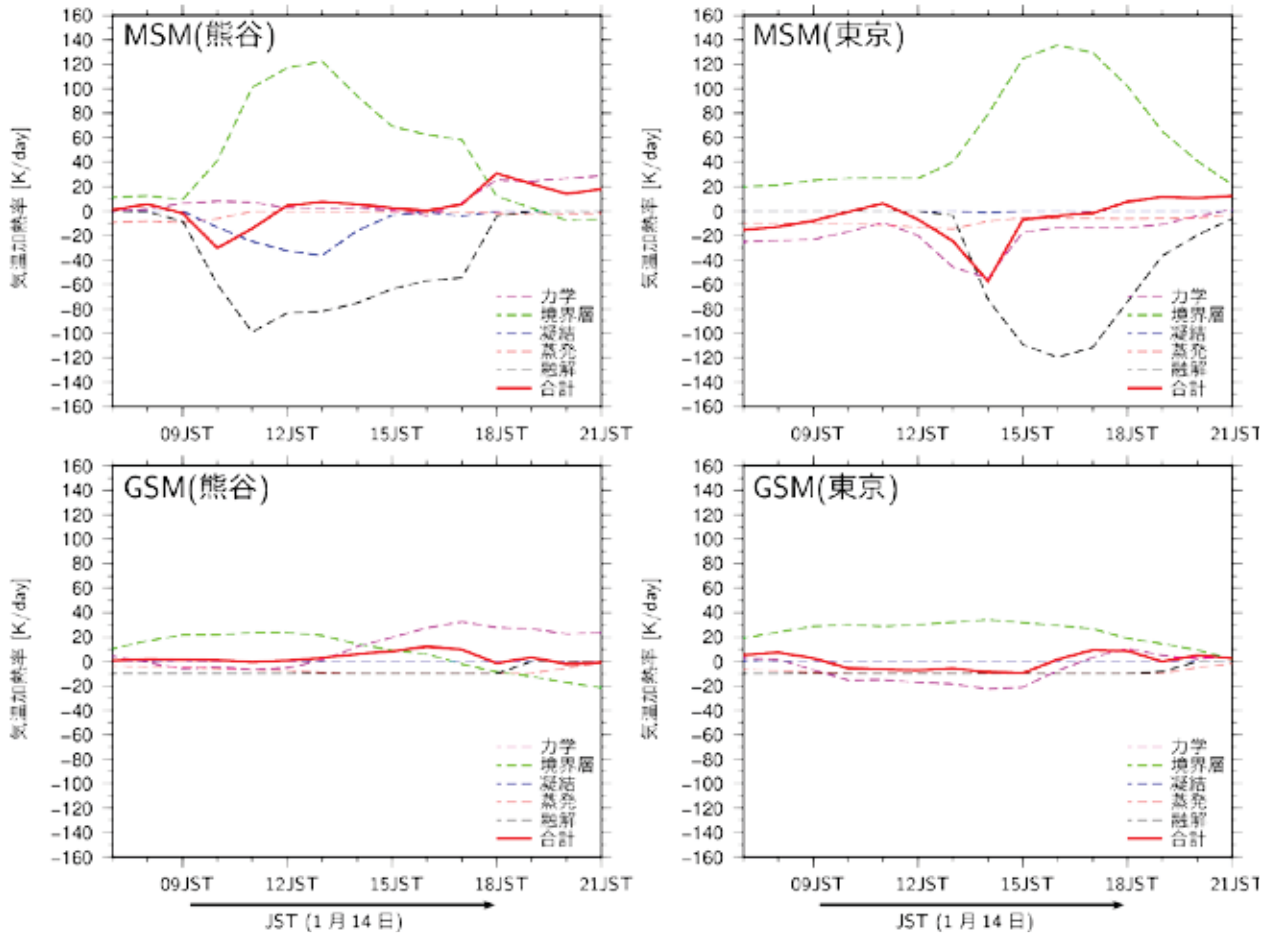 MSM(熊谷)
160
140
120
100
80
60
40
20
0
−20
−40
−60
−80
−100
−120
−140
−160
気温加熱率 [K/day]
力学
境界層
凝結
蒸発
融解
合計
09JST 12JST 15JST 18JST 21JST
MSM(東京)
160
140
120
100
80
60
40
20
0
−20
−40
−60
−80
−100
−120
−140
−160
気温加熱率 [K/day]
力学
境界層
凝結
蒸発
融解
合計
09JST 12JST 15JST 18JST 21JST
GSM(熊谷)
160
140
120
100
80
60
40
20
0
−20
−40
−60
−80
−100
−120
−140
−160
気温加熱率 [K/day]
力学
境界層
凝結
蒸発
融解
合計
09JST 12JST 15JST 18JST 21JST
JST (1月14日)
GSM(東京)
160
140
120
100
80
60
40
20
0
−20
−40
−60
−80
−100
−120
−140
−160
気温加熱率 [K/day]
力学
境界層
凝結
蒸発
融解
合計
09JST 12JST 15JST 18JST 21JST
JST (1月14日)